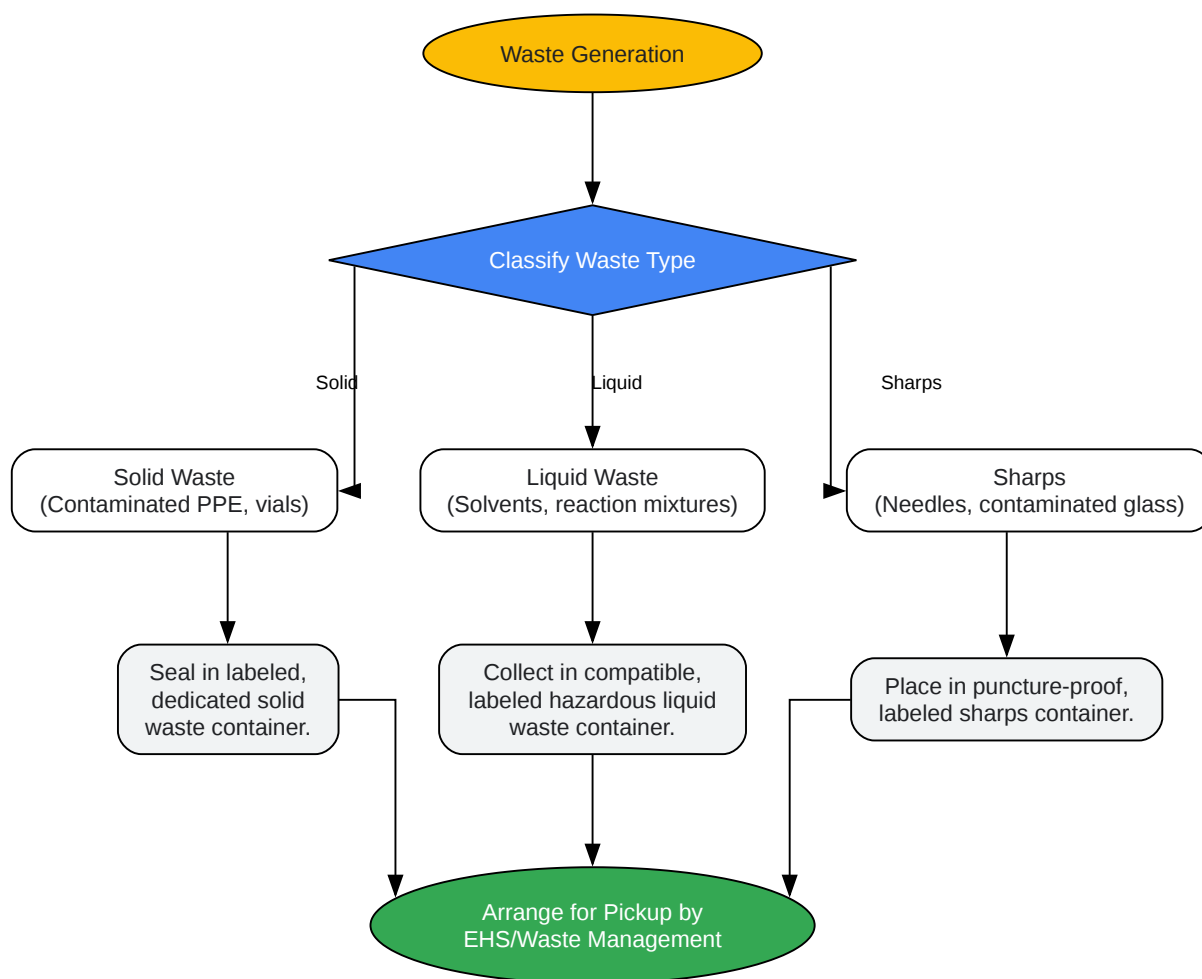 Waste Generation
Classify Waste Type
Solid
Liquid
Sharps
Solid Waste
(Contaminated PPE, vials)
Liquid Waste
(Solvents, reaction mixtures)
Sharps
(Needles, contaminated glass)
Seal in labeled,
dedicated solid
waste container.
Collect in compatible,
labeled hazardous liquid
waste container.
Place in puncture-proof,
labeled sharps container.
Arrange for Pickup by
EHS/Waste Management